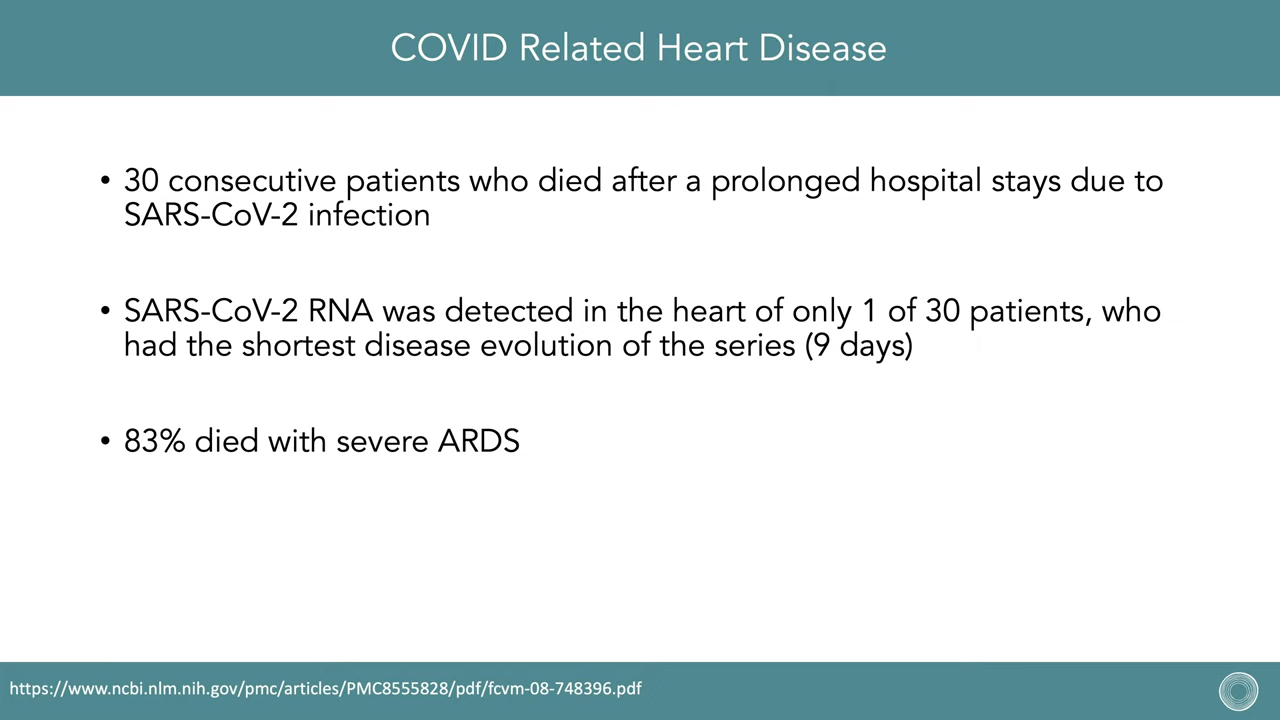 COVID Related Heart Disease
• 30 consecutive patients who died after a prolonged hospital stays due to
SARS-CoV-2 infection
• SARS-CoV-2 RNA was detected in the heart of only 1 of 30 patients, who
had the shortest disease evolution of the series (9 days)
• 83% died with severe ARDS
https://www.ncbi.nlm.nih.gov/pmc/articles/PMC8555828/pdf/fcvm-08-748396.pdf